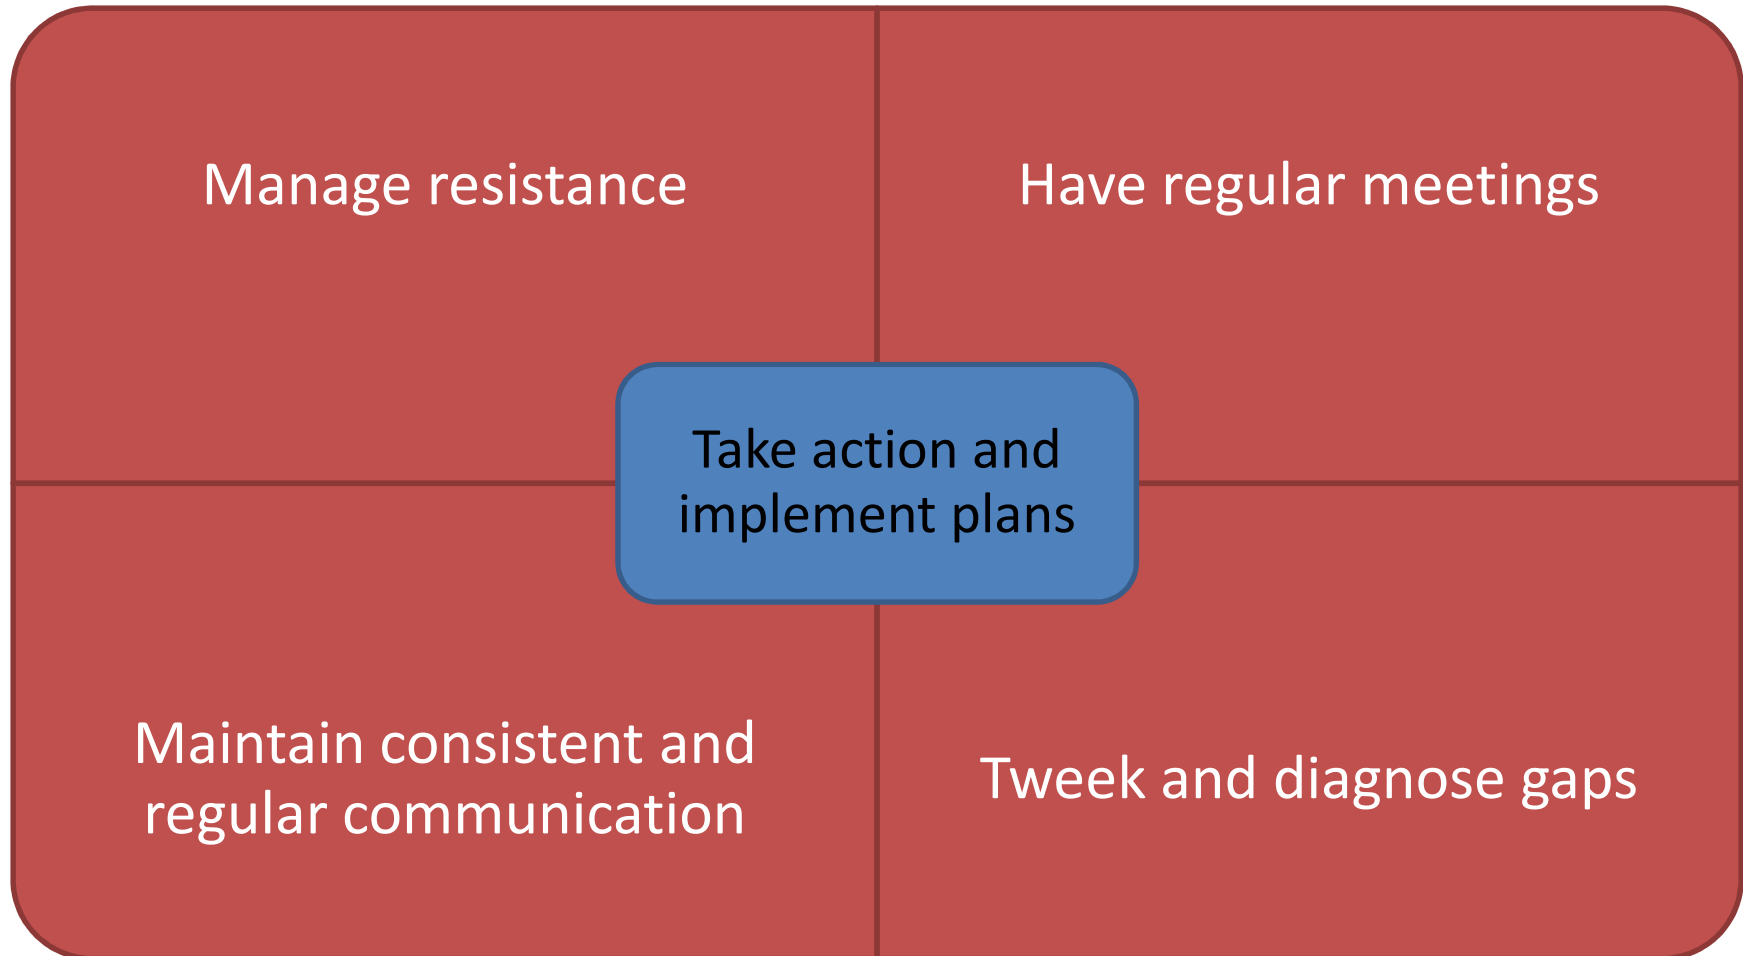 Manage resistance
Have regular meetings
Take action and
implement plans
Maintain consistent and
regular communication
Tweek and diagnose gaps